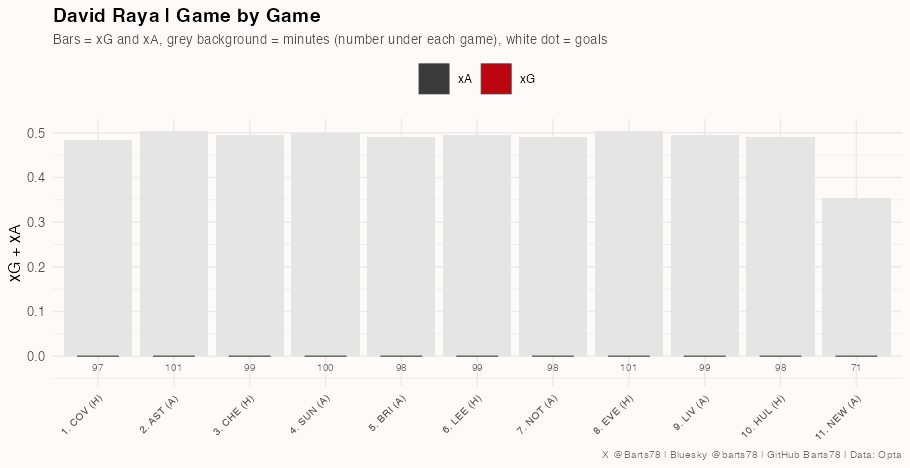 David Raya | Game by Game
Bars = xG and xA, grey background = minutes (number under each game), white dot = goals
xA xG
xG + xA
0.5
0.4
0.3
0.2
0.1
0.0
97 101 99 100 98 99 98 101 99 98 71
1. COV (H) 2. AST (A) 3. CHE (H) 4. SUN (A) 5. BRI (A) 6. LEE (H) 7. NOT (A) 8. EVE (H) 9. LIV (A) 10. HUL (H) 11. NEW (A)
X @Barts78 | Bluesky @barts78 | GitHub Barts78 | Data: Opta